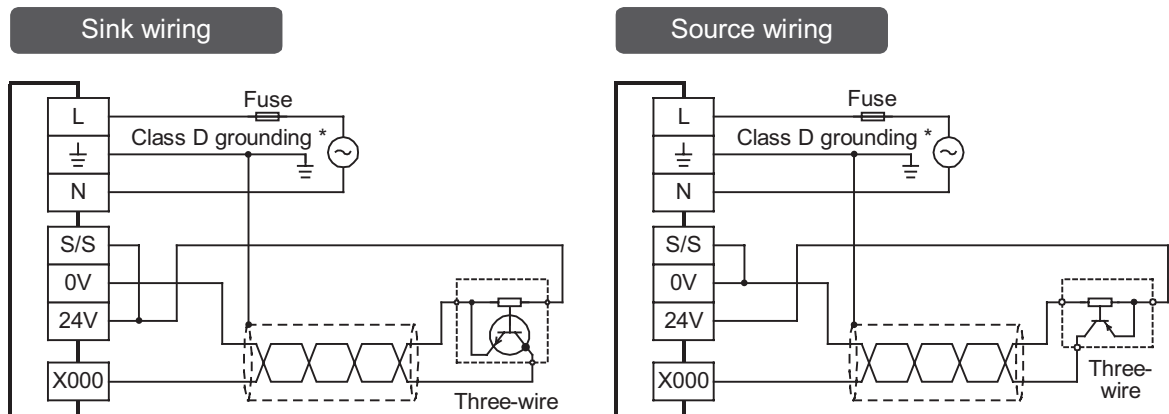 Sink wiring
L
Fuse
Class D grounding *
N
S/S
0V
24V
X000
Three-wire
Source wiring
L
Fuse
Class D grounding *
N
S/S
0V
24V
X000
Three-
wire